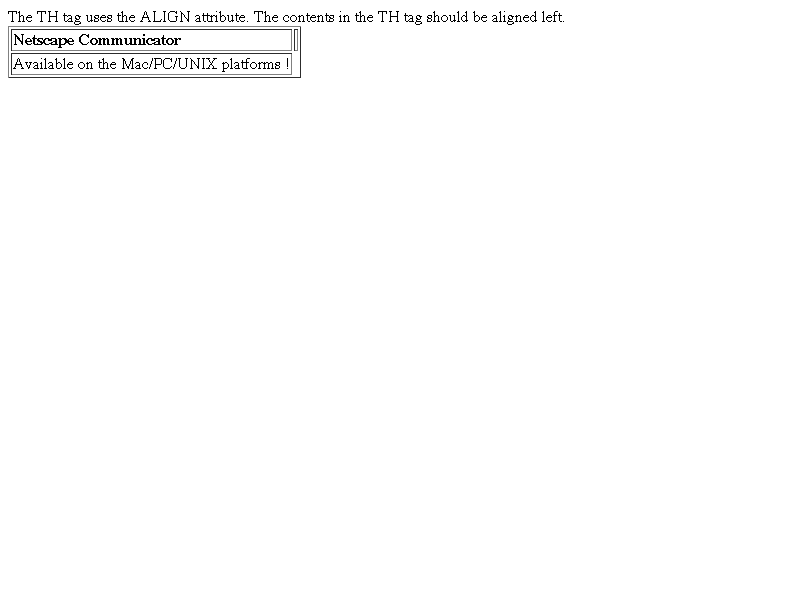 The TH tag uses the ALIGN attribute. The contents in the TH tag should be aligned left.
Netscape Communicator
Available on the Mac/PC/UNIX platforms !